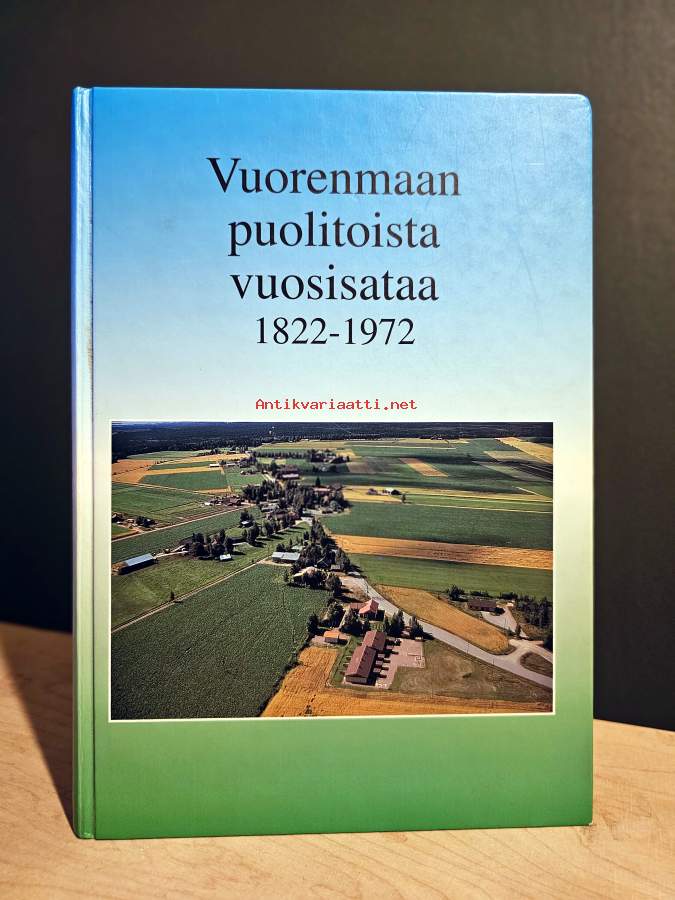 Vuorenmaan
puolitoista
vuosisataa
1822-1972
Antikvariaatti.net